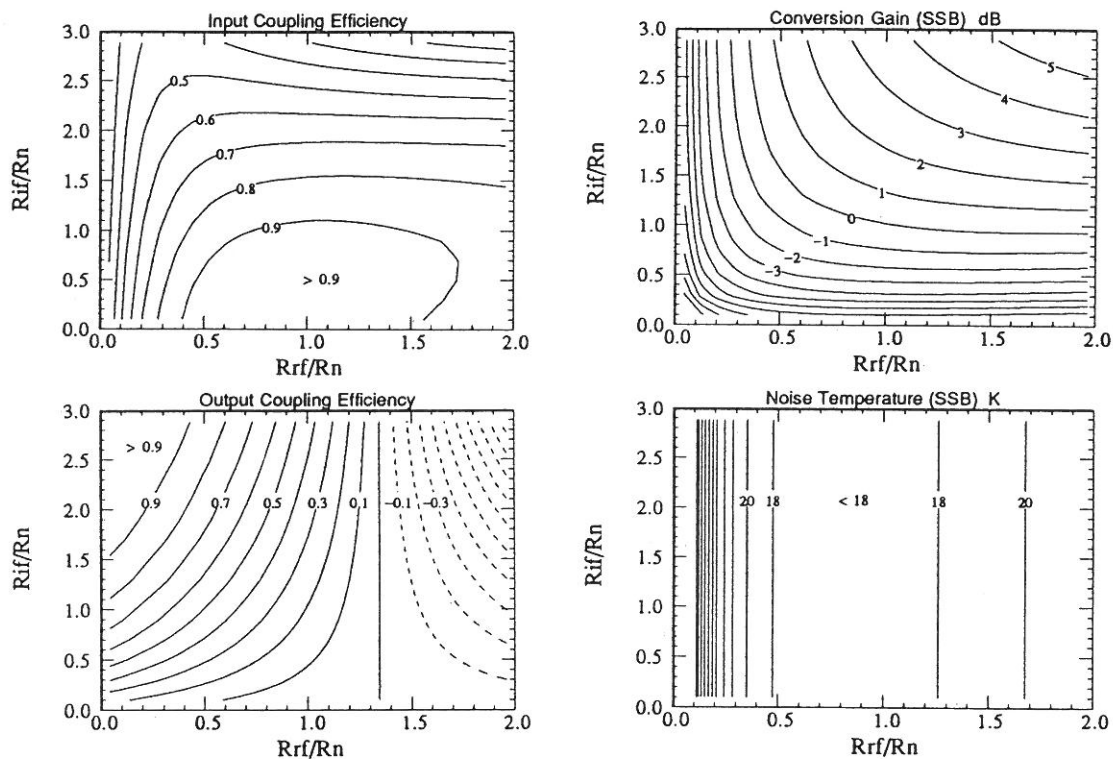 Input Coupling Efficiency
3.0
2.5
2.0
1.5
1.0
0.5
0.0
Rif/Rn
0.5
0.6
0.7
0.8
0.9
> 0.9
0.0 0.5 1.0 1.5 2.0
Rrf/Rn
Conversion Gain (SSB) dB
3.0
2.5
2.0
1.5
1.0
0.5
0.0
Rif/Rn
5
4
3
2
1
0
−1
−2
−3
0.0 0.5 1.0 1.5 2.0
Rrf/Rn
Output Coupling Efficiency
3.0
2.5
2.0
1.5
1.0
0.5
0.0
Rif/Rn
> 0.9
0.9 0.7 0.5 0.3 0.1 −0.1 −0.3
0.0 0.5 1.0 1.5 2.0
Rrf/Rn
Noise Temperature (SSB) K
3.0
2.5
2.0
1.5
1.0
0.5
0.0
Rif/Rn
20 18 < 18 18 20
0.0 0.5 1.0 1.5 2.0
Rrf/Rn